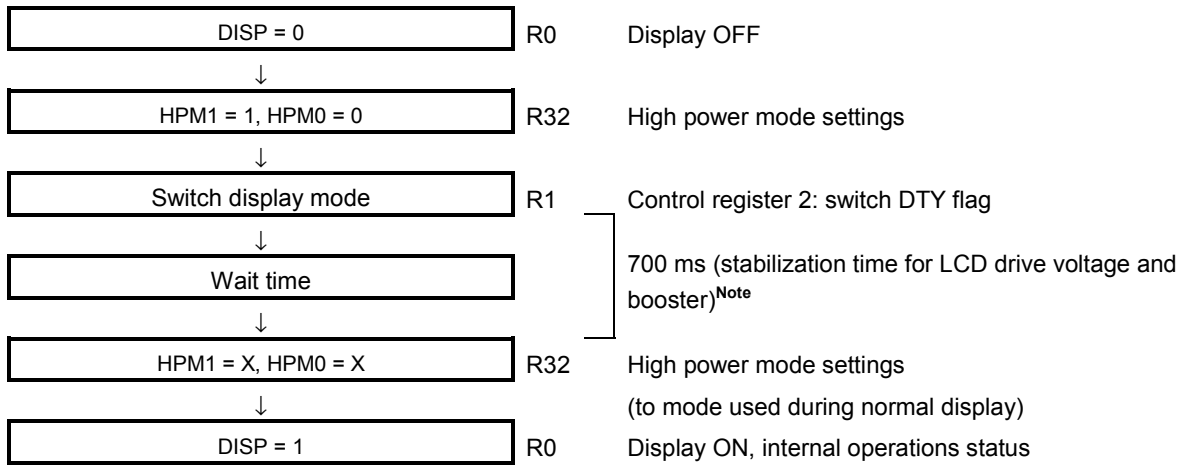 DISP = 0 R0 Display OFF
↓
HPM1 = 1, HPM0 = 0 R32 High power mode settings
↓
Switch display mode R1 Control register 2: switch DTY flag
↓
Wait time
700 ms (stabilization time for LCD drive voltage and
booster)Note
↓
HPM1 = X, HPM0 = X R32 High power mode settings
↓
(to mode used during normal display)
DISP = 1 R0 Display ON, internal operations status